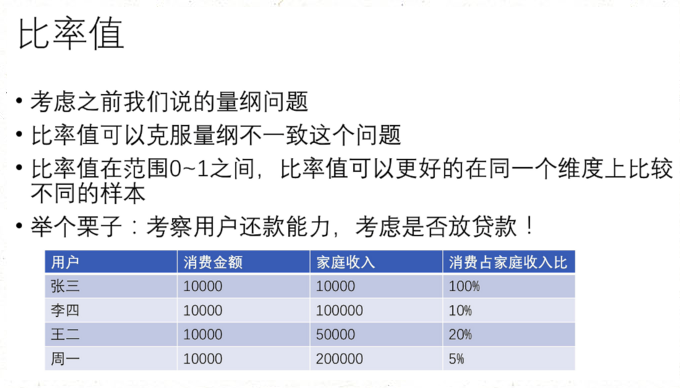 比率值
• 考虑之前我们说的量纲问题
• 比率值可以克服量纲不一致这个问题
• 比率值在范围0~1之间，比率值可以更好的在同一个维度上比较
不同的样本
• 举个栗子：考察用户还款能力，考虑是否放贷款！
用户 消费金额 家庭收入 消费占家庭收入比
张三 10000 10000 100%
李四 10000 100000 10%
王二 10000 50000 20%
周一 10000 200000 5%